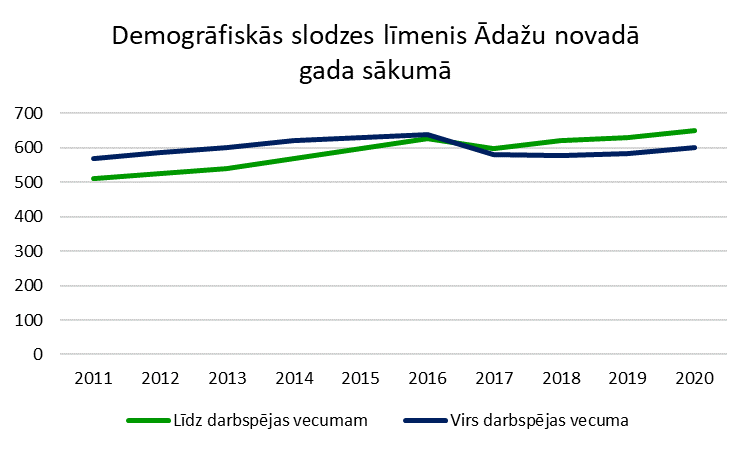 Demogrāfiskās slodzes līmenis Ādažu novadā
gada sākumā
700
600
500
400
300
200
100
0
2011 2012 2013 2014 2015 2016 2017 2018 2019 2020
Līdz darbspējas vecumam Virs darbspējas vecuma